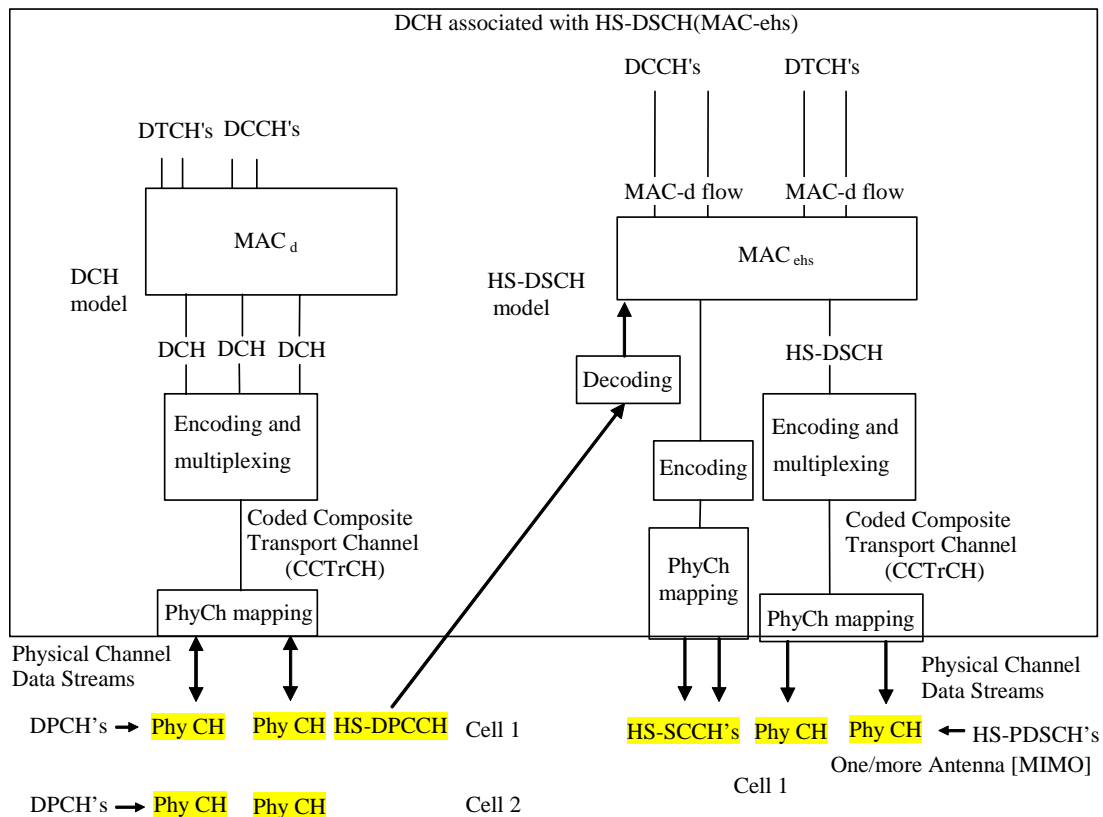 DCH associated with HS-DSCH(MAC-ehs)
DCCH's
DTCH's
DTCH's
DCCH's
MAC-d flow
MAC-d flow
MAC d
MAC ehs
DCH
model
HS-DSCH
model
DCH
DCH
DCH
HS-DSCH
Decoding
Encoding and
multiplexing
Encoding
Encoding and
multiplexing
Coded Composite
Transport Channel
(CCTrCH)
PhyCh
mapping
Coded Composite
Transport Channel
(CCTrCH)
PhyCh mapping
PhyCh mapping
Physical Channel
Data Streams
Physical Channel
Data Streams
DPCH’s
Phy CH
Phy CH
HS-DPCCH
Cell 1
HS-SCCH’s
Phy CH
Phy CH
HS-PDSCH’s
One/more Antenna [MIMO]
Cell 1
DPCH’s
Phy CH
Phy CH
Cell 2